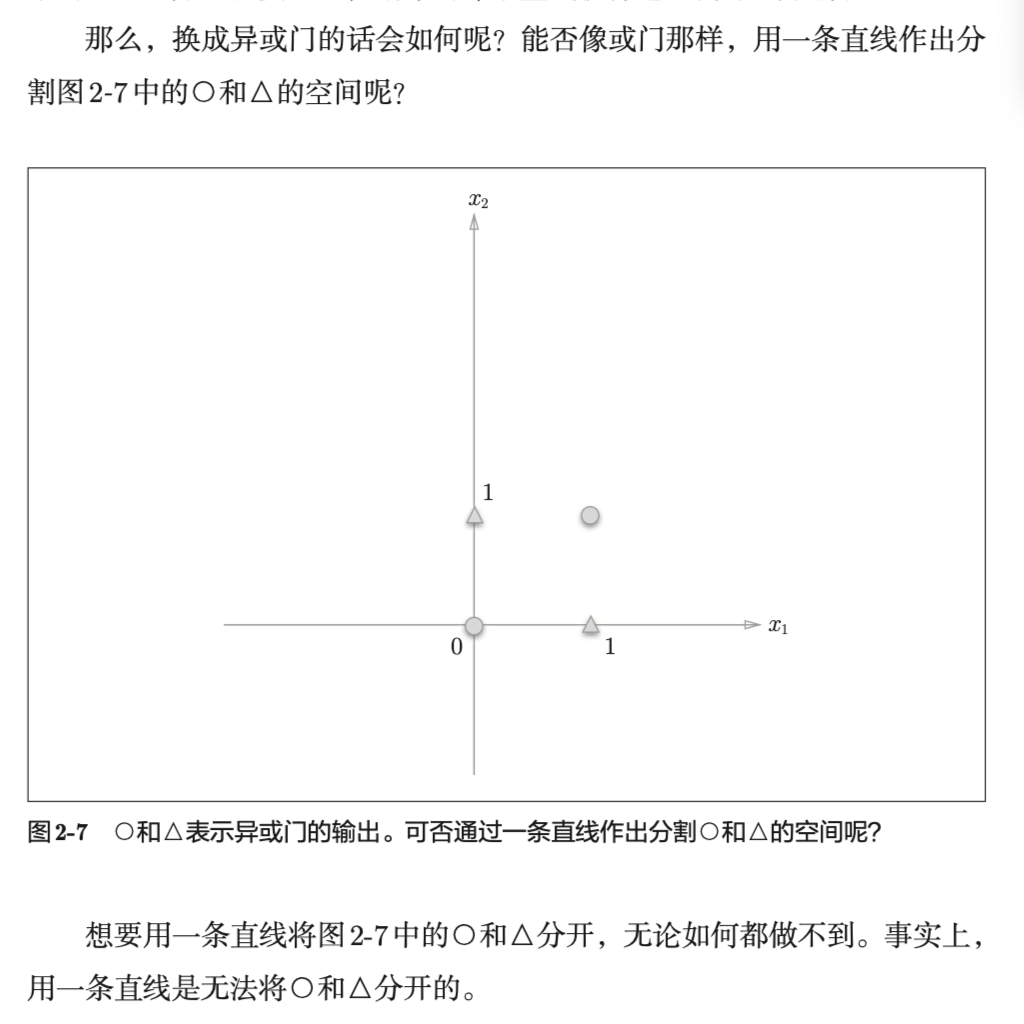 那么，换成异或门的话会如何呢？能否像或门那样，用一条直线作出分
割图2-7中的○和△的空间呢？
x₂
1
0
1
x₁
图2-7 ○和△表示异或门的输出。可否通过一条直线作出分割○和△的空间呢？
想要用一条直线将图2-7中的○和△分开，无论如何都做不到。事实上，
用一条直线是无法将○和△分开的。